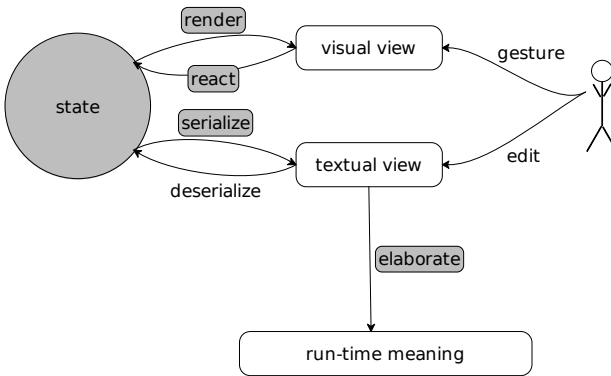 render
visual view
gesture
react
state
serialize
textual view
edit
deserialize
elaborate
run-time meaning